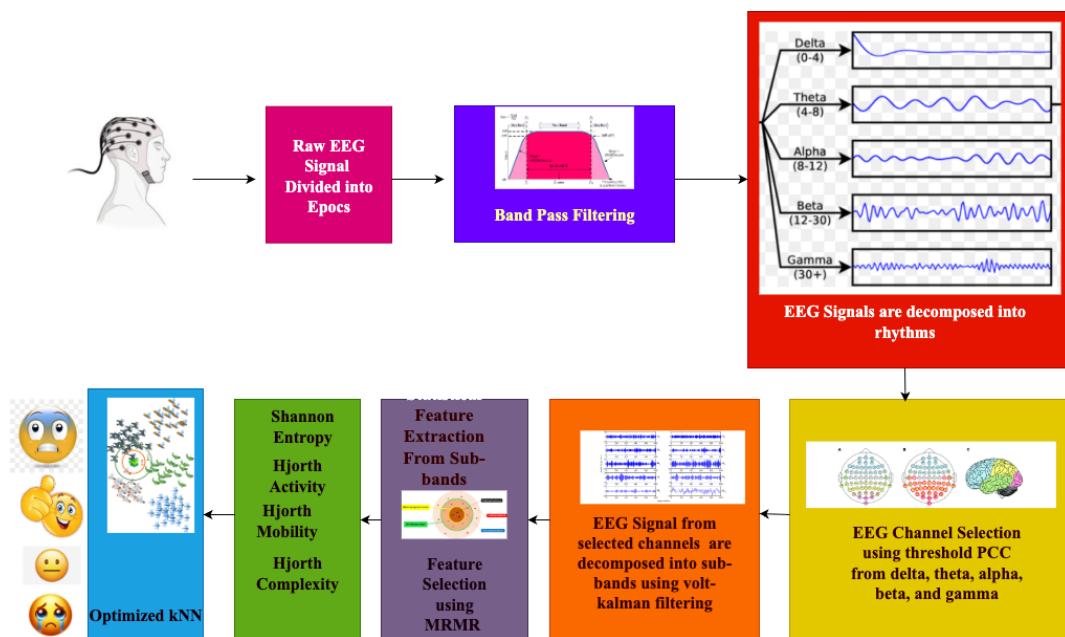 Raw EEG
Signal
Divided into
Epocs
Band Pass Filtering
Delta
(0-4)
Theta
(4-8)
Alpha
(8-12)
Beta
(12-30)
Gamma
(30+)
EEG Signals are decomposed into
rhythms
A
B
C
EEG Channel Selection
using threshold PCC
from delta, theta, alpha,
beta, and gamma
EEG Signal from
selected channels are
decomposed into sub-
bands using volt-
kalman filtering
Feature
Extraction
From Sub-
bands
Feature
Selection
using
MRMR
Shannon
Entropy
Hjorth
Activity
Hjorth
Mobility
Hjorth
Complexity
Optimized kNN